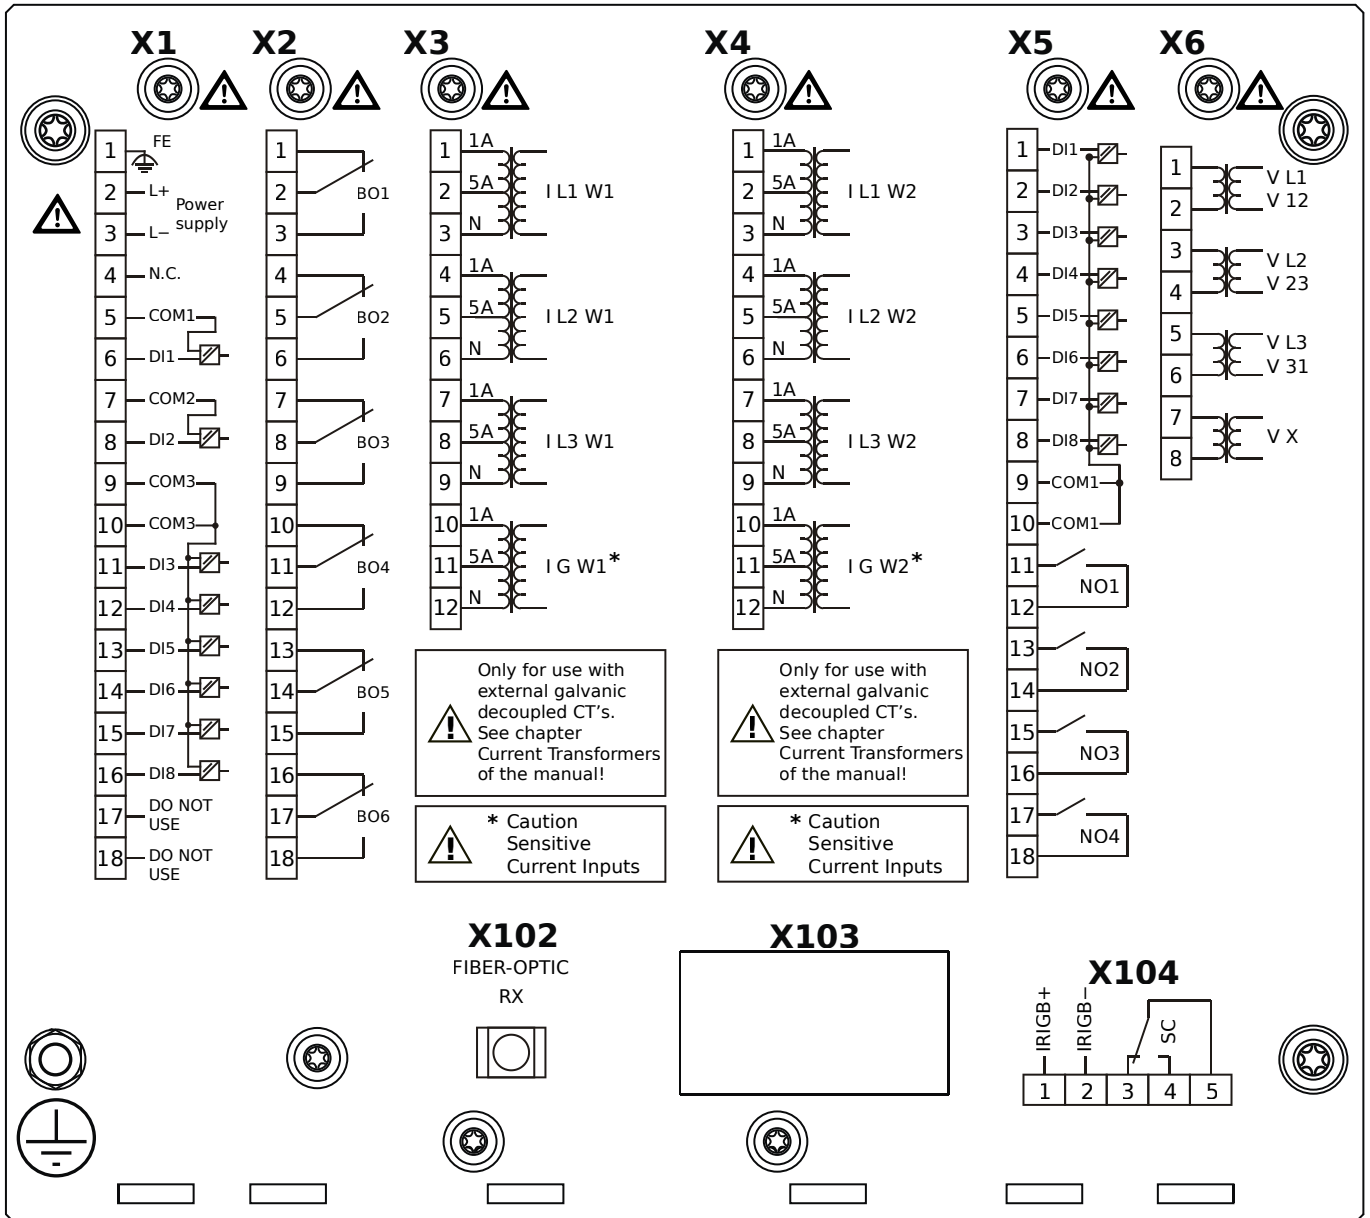 X1
X2
X3
X4
X5
X6
1
FE
2
L+
Power
supply
3
L−
4
N.C.
5
COM1
6
DI1
7
COM2
8
DI2
9
COM3
10
COM3
11
DI3
12
DI4
13
DI5
14
DI6
15
DI7
16
DI8
17
DO NOT
USE
18
DO NOT
USE
1
2
BO1
3
4
5
BO2
6
7
8
BO3
9
10
11
BO4
12
13
14
BO5
15
16
17
BO6
18
1
1A
2
5A
I L1 W1
3
N
4
1A
5
5A
I L2 W1
6
N
7
1A
8
5A
I L3 W1
9
N
10
1A
11
5A
I G W1*
12
N
Only for use with
external galvanic
decoupled CT's.
See chapter
Current Transformers
of the manual!
* Caution
Sensitive
Current Inputs
1
1A
2
5A
I L1 W2
3
N
4
1A
5
5A
I L2 W2
6
N
7
1A
8
5A
I L3 W2
9
N
10
1A
11
5A
I G W2*
12
N
Only for use with
external galvanic
decoupled CT's.
See chapter
Current Transformers
of the manual!
* Caution
Sensitive
Current Inputs
1
DI1
2
DI2
3
DI3
4
DI4
5
DI5
6
DI6
7
DI7
8
DI8
9
COM1
10
COM1
11
NO1
12
13
NO2
14
15
NO3
16
17
NO4
18
1
V L1
2
V 12
3
V L2
4
V 23
5
V L3
6
V 31
7
V X
8
X102
FIBER-OPTIC
RX
X103
X104
IRIGB+
IRIGB−
SC
1
2
3
4
5